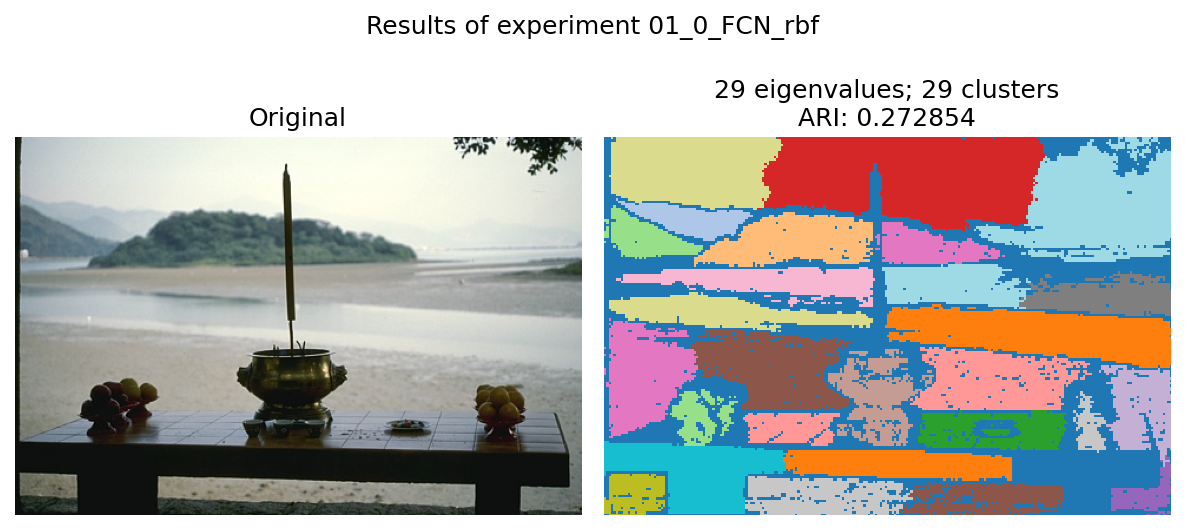 Results of experiment 01_0_FCN_rbf
Original
29 eigenvalues; 29 clusters
ARI: 0.272854